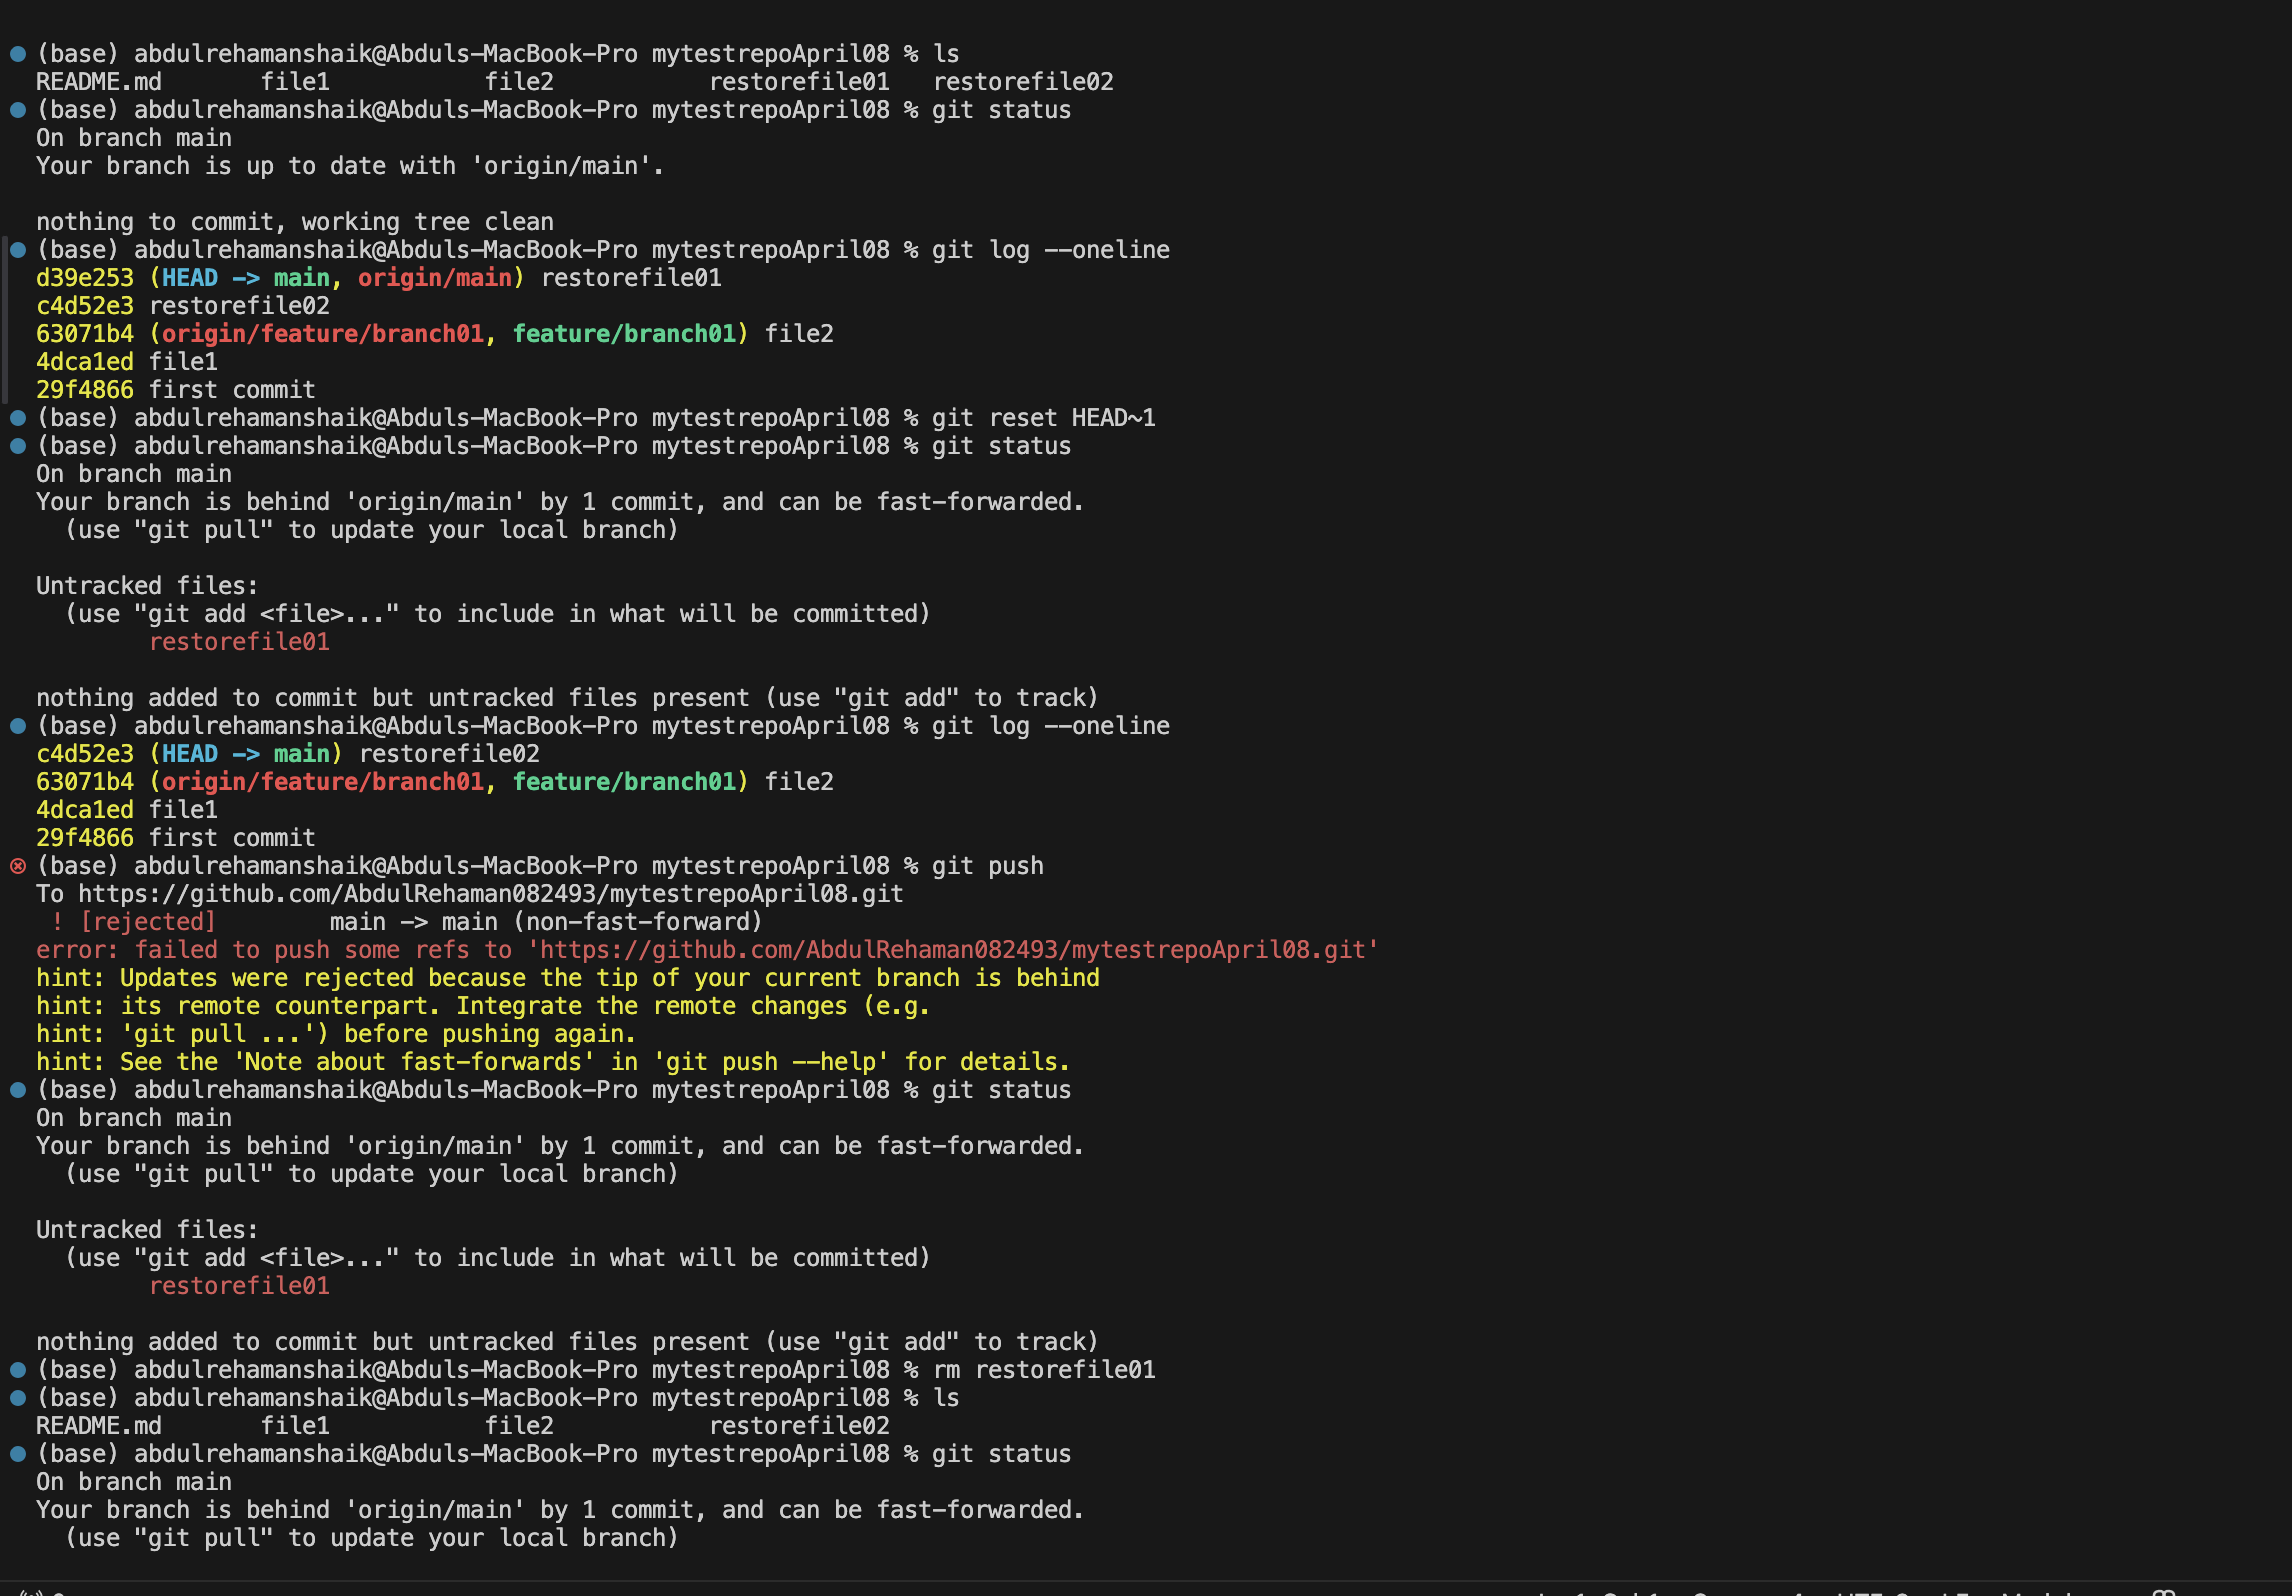 (base) abdulrehamanshaik@Abduls-MacBook-Pro mytestrepoApril08 % ls
README.md file1 file2 restorefile01 restorefile02
(base) abdulrehamanshaik@Abduls-MacBook-Pro mytestrepoApril08 % git status
On branch main
Your branch is up to date with 'origin/main'.
nothing to commit, working tree clean
(base) abdulrehamanshaik@Abduls-MacBook-Pro mytestrepoApril08 % git log --oneline
d39e253 (HEAD -> main, origin/main) restorefile01
c4d52e3 restorefile02
63071b4 (origin/feature/branch01, feature/branch01) file2
4dca1ed file1
29f4866 first commit
(base) abdulrehamanshaik@Abduls-MacBook-Pro mytestrepoApril08 % git reset HEAD~1
(base) abdulrehamanshaik@Abduls-MacBook-Pro mytestrepoApril08 % git status
On branch main
Your branch is behind 'origin/main' by 1 commit, and can be fast-forwarded.
(use "git pull" to update your local branch)
Untracked files:
(use "git add <file>..." to include in what will be committed)
restorefile01
nothing added to commit but untracked files present (use "git add" to track)
(base) abdulrehamanshaik@Abduls-MacBook-Pro mytestrepoApril08 % git log --oneline
c4d52e3 (HEAD -> main) restorefile02
63071b4 (origin/feature/branch01, feature/branch01) file2
4dca1ed file1
29f4866 first commit
(base) abdulrehamanshaik@Abduls-MacBook-Pro mytestrepoApril08 % git push
To https://github.com/AbdulRehaman082493/mytestrepoApril08.git
! [rejected] main -> main (non-fast-forward)
error: failed to push some refs to 'https://github.com/AbdulRehaman082493/mytestrepoApril08.git'
hint: Updates were rejected because the tip of your current branch is behind
hint: its remote counterpart. Integrate the remote changes (e.g.
hint: 'git pull ...') before pushing again.
hint: See the 'Note about fast-forwards' in 'git push --help' for details.
(base) abdulrehamanshaik@Abduls-MacBook-Pro mytestrepoApril08 % git status
On branch main
Your branch is behind 'origin/main' by 1 commit, and can be fast-forwarded.
(use "git pull" to update your local branch)
Untracked files:
(use "git add <file>..." to include in what will be committed)
restorefile01
nothing added to commit but untracked files present (use "git add" to track)
(base) abdulrehamanshaik@Abduls-MacBook-Pro mytestrepoApril08 % rm restorefile01
(base) abdulrehamanshaik@Abduls-MacBook-Pro mytestrepoApril08 % ls
README.md file1 file2 restorefile02
(base) abdulrehamanshaik@Abduls-MacBook-Pro mytestrepoApril08 % git status
On branch main
Your branch is behind 'origin/main' by 1 commit, and can be fast-forwarded.
(use "git pull" to update your local branch)